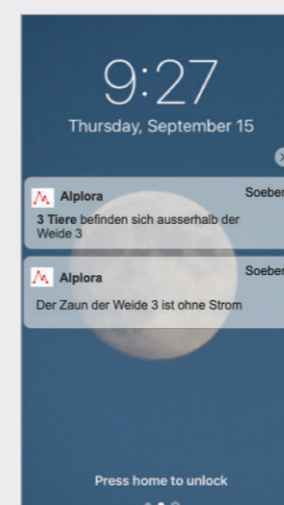 9:27
Thursday, September 15
Alplora
Soeben
3 Tiere befinden sich ausserhalb der
Weide 3
Alplora
Soeben
Der Zaun der Weide 3 ist ohne Strom
Press home to unlock